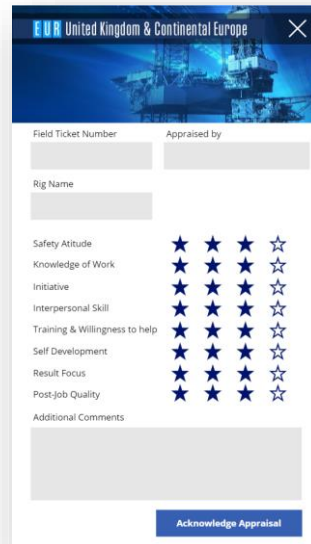 EUR United Kingdom & Continental Europe
Field Ticket Number Appraised by
Rig Name
Safety Atitude
Knowledge of Work
Initiative
Interpersonal Skill
Training & Willingness to help
Self Development
Result Focus
Post-Job Quality
Additional Comments
Acknowledge Appraisal